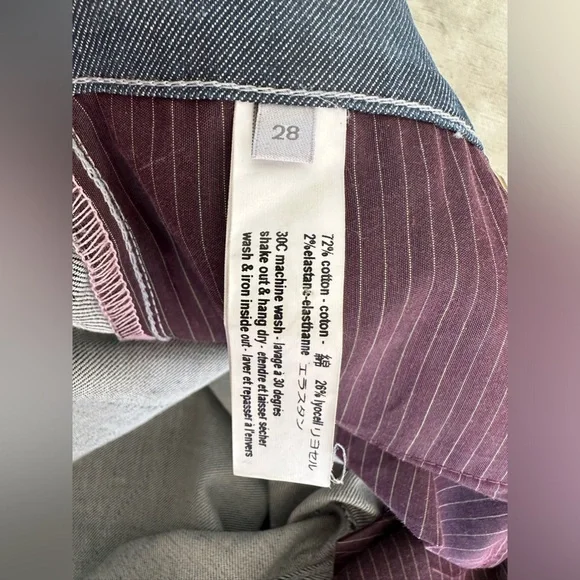 28
72% cotton - coton - 綿 26% lyocell リヨセル
2%elastane-elasthanne エラスタン
30C machine wash - lavage à 30 degrès
shake out & hang dry - etendre et laisser sècher
wash & iron inside out - laver et repasser à l'envers